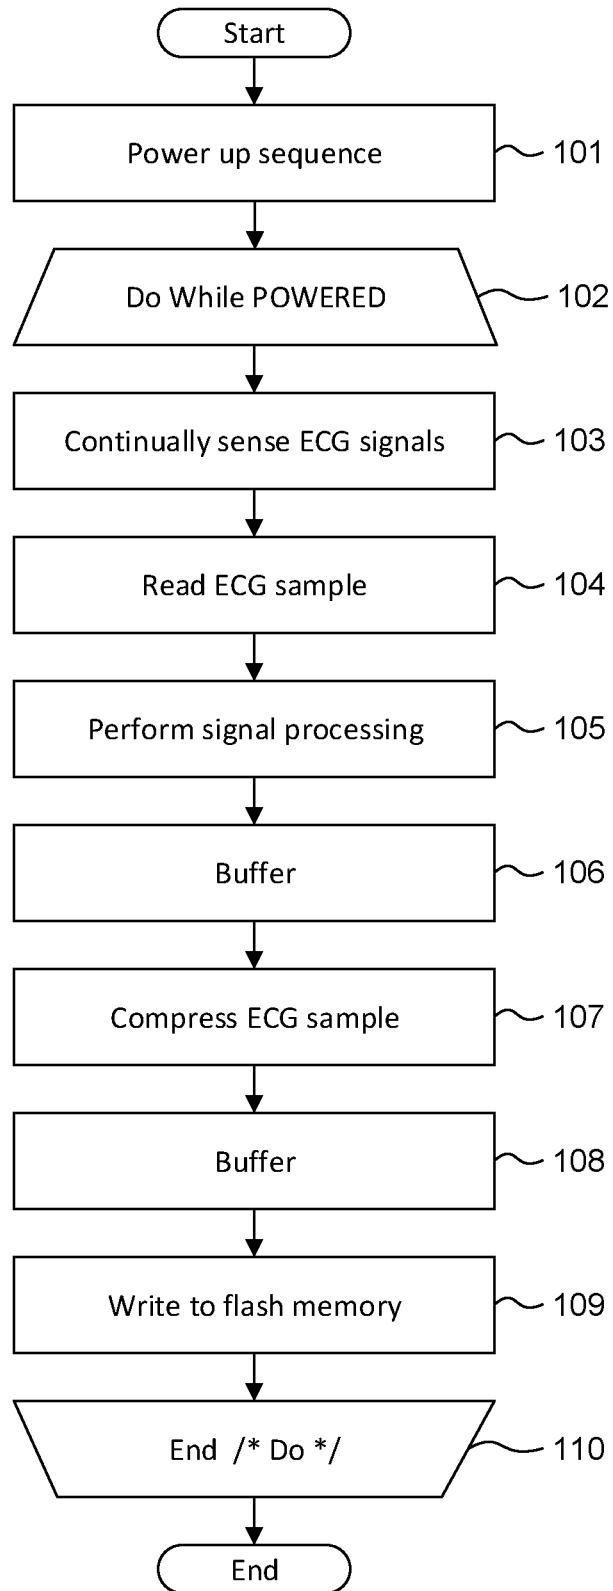 Start
Power up sequence
101
Do While POWERED
102
Continually sense ECG signals
103
Read ECG sample
104
Perform signal processing
105
Buffer
106
Compress ECG sample
107
Buffer
108
Write to flash memory
109
End /* Do */
110
End